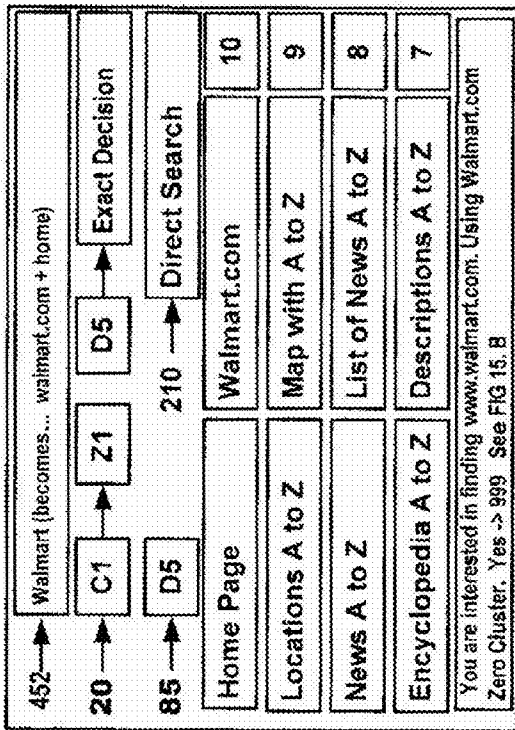 452 Walmart (becomes... walmart.com + home)
20 C1 Z1 D5 Exact Decision
85 D5 210 Direct Search
Home Page Walmart.com 10
Locations A to Z Map with A to Z 9
News A to Z List of News A to Z 8
Encyclopedia A to Z Descriptions A to Z 7
You are interested in finding www.walmart.com. Using Walmart.com
Zero Cluster. Yes -> 999 See FIG 15. B